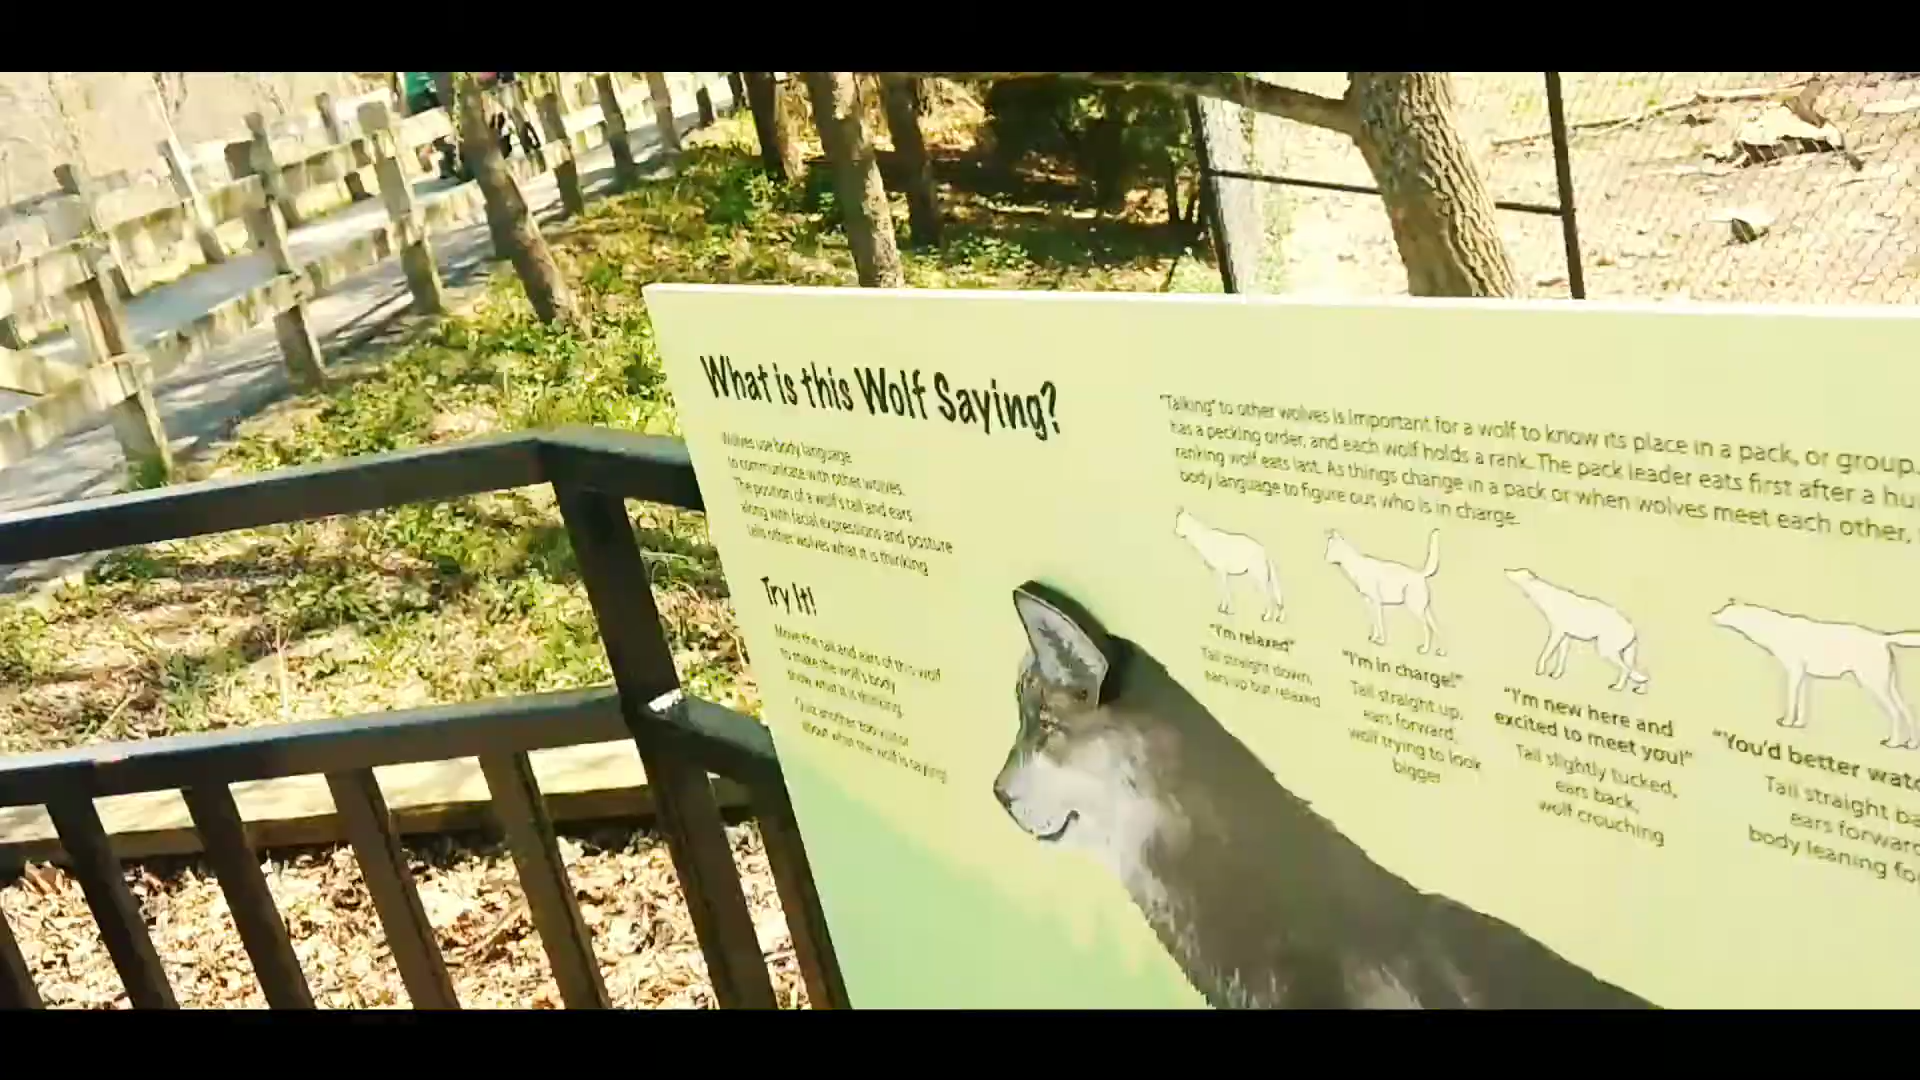 What is this Wolf Saying?
Wolves use body language
to communicate with other wolves.
The position of a wolf's tail and ears
along with facial expressions and posture
tells other wolves what it is thinking.
Try It!
Move the tail and ears of this wolf
to make the wolf's body
show what it is thinking.
Quiz another zoo visitor
about what the wolf is saying!
"Talking" to other wolves is important for a wolf to know its place in a pack, or group.
has a pecking order, and each wolf holds a rank. The pack leader eats first after a hu
ranking wolf eats last. As things change in a pack or when wolves meet each other,
body language to figure out who is in charge.
"I'm relaxed"
Tail straight down,
ears up but relaxed
"I'm in charge!"
Tail straight up,
ears forward,
wolf trying to look
bigger
"I'm new here and
excited to meet you!"
Tail slightly tucked,
ears back,
wolf crouching
"You'd better watc
Tail straight ba
ears forward
body leaning fo